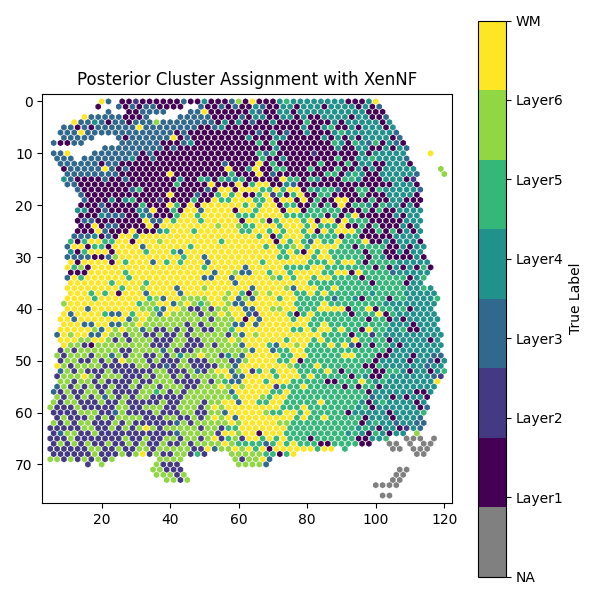 Posterior Cluster Assignment with XenNF
0
10
20
30
40
50
60
70
20
40
60
80
100
120
WM
Layer6
Layer5
Layer4
Layer3
Layer2
Layer1
NA
True Label